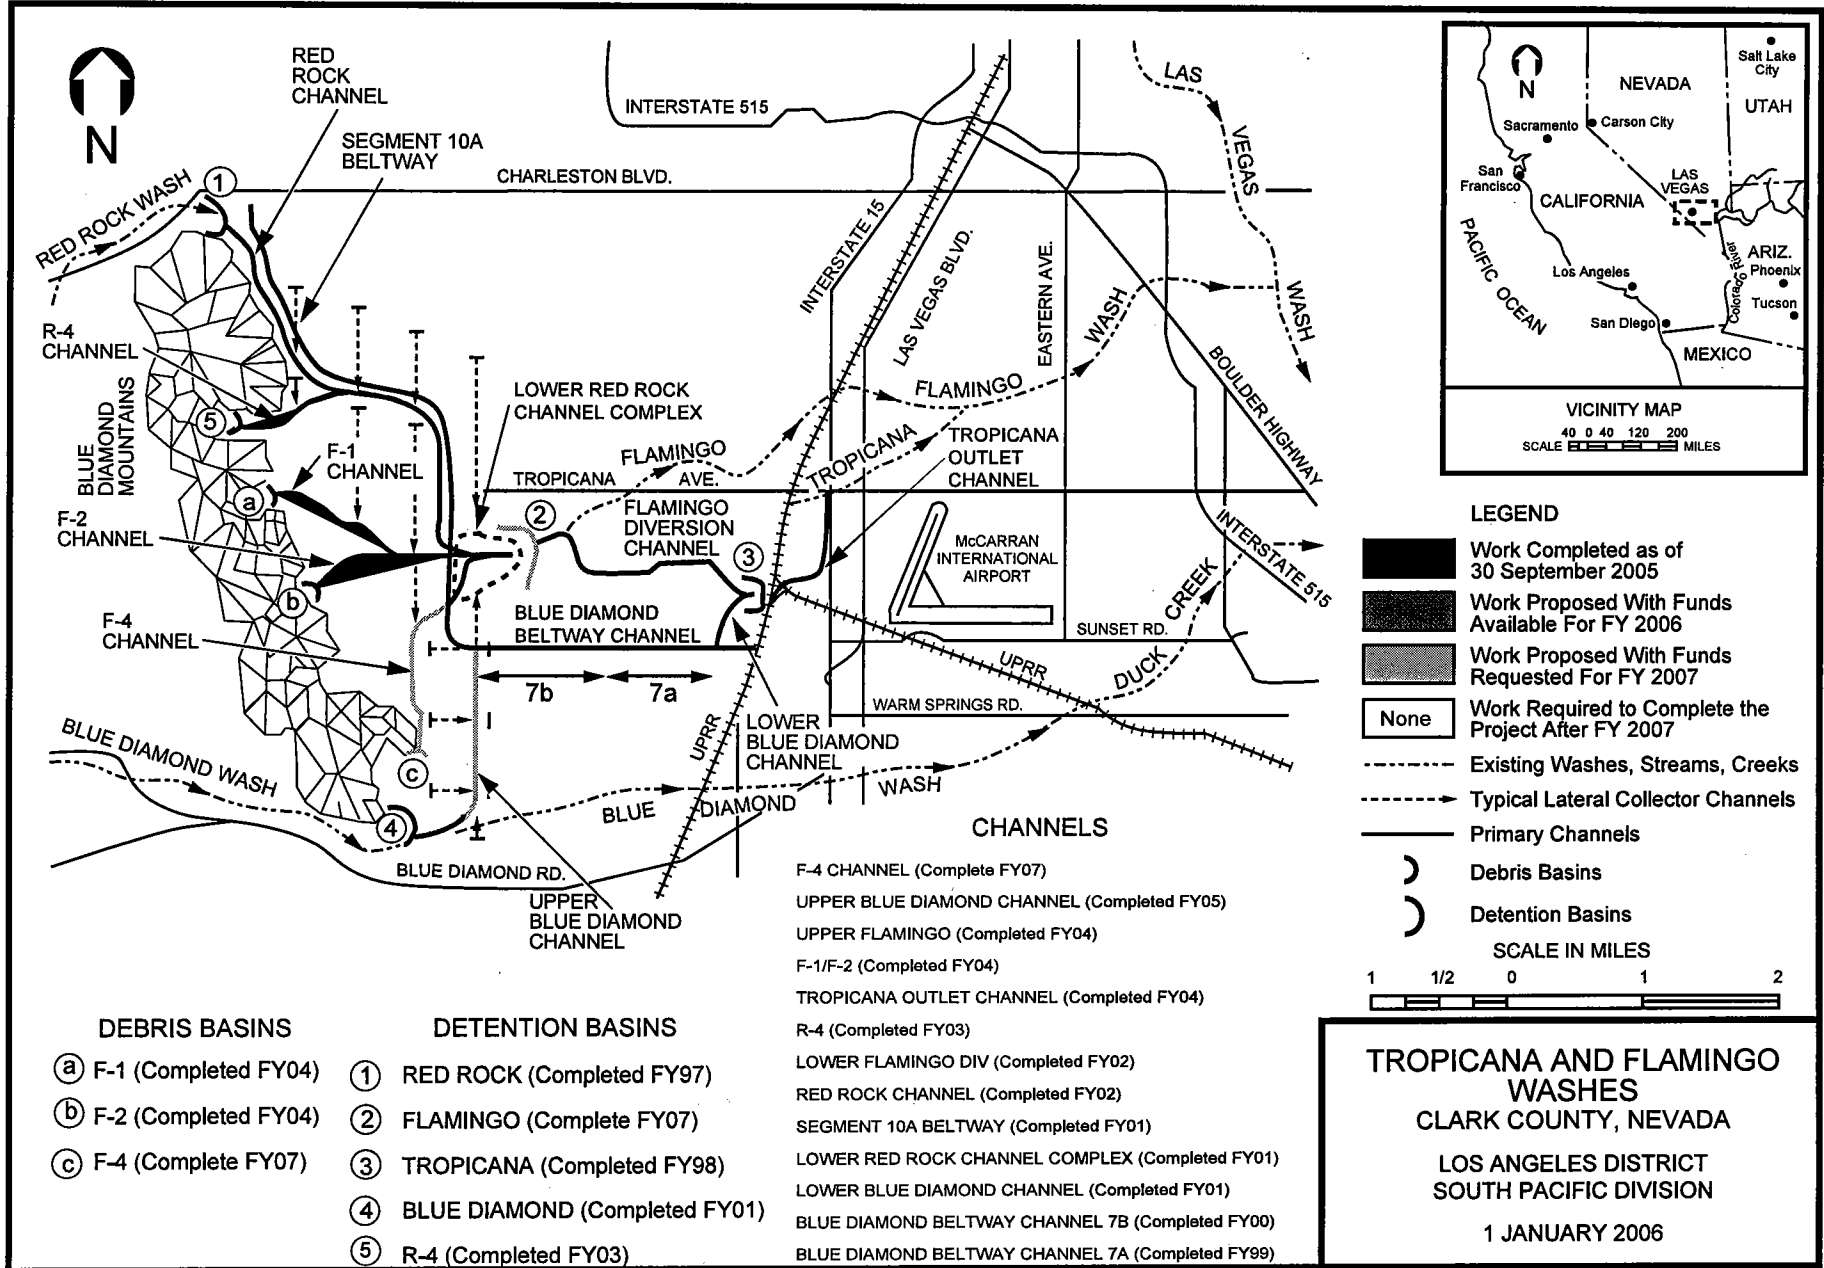 N
RED
ROCK
CHANNEL
SEGMENT 10A
BELTWAY
RED ROCK WASH
1
CHARLESTON BLVD.
INTERSTATE 515
LAS
VEGAS
WASH
INTERSTATE 15
LAS VEGAS BLVD.
EASTERN AVE.
WASH
BOULDER HIGHWAY
R-4
CHANNEL
5
BLUE
DIAMOND
MOUNTAINS
F-1
CHANNEL
a
F-2
CHANNEL
b
F-4
CHANNEL
LOWER RED ROCK
CHANNEL COMPLEX
FLAMINGO
FLAMINGO
TROPICANA AVE.
TROPICANA
TROPICANA
OUTLET
CHANNEL
2
FLAMINGO
DIVERSION
CHANNEL
3
McCARRAN
INTERNATIONAL
AIRPORT
INTERSTATE 515
BLUE DIAMOND
BELTWAY CHANNEL
SUNSET RD.
DUCK CREEK
UPRR
7b
7a
WARM SPRINGS RD.
UPRR
LOWER
BLUE DIAMOND
CHANNEL
BLUE DIAMOND WASH
c
4
BLUE DIAMOND WASH
BLUE DIAMOND RD.
UPPER
BLUE DIAMOND
CHANNEL
N
NEVADA
Salt Lake
City
UTAH
Sacramento
Carson City
San
Francisco
LAS
VEGAS
CALIFORNIA
PACIFIC OCEAN
Los Angeles
Colorado River
ARIZ.
Phoenix
Tucson
San Diego
MEXICO
VICINITY MAP
40 0 40 120 200
SCALE MILES
LEGEND
Work Completed as of
30 September 2005
Work Proposed With Funds
Available For FY 2006
Work Proposed With Funds
Requested For FY 2007
None
Work Required to Complete the
Project After FY 2007
Existing Washes, Streams, Creeks
Typical Lateral Collector Channels
Primary Channels
Debris Basins
Detention Basins
SCALE IN MILES
1 1/2 0 1 2
CHANNELS
F-4 CHANNEL (Complete FY07)
UPPER BLUE DIAMOND CHANNEL (Completed FY05)
UPPER FLAMINGO (Completed FY04)
F-1/F-2 (Completed FY04)
TROPICANA OUTLET CHANNEL (Completed FY04)
R-4 (Completed FY03)
LOWER FLAMINGO DIV (Completed FY02)
RED ROCK CHANNEL (Completed FY02)
SEGMENT 10A BELTWAY (Completed FY01)
LOWER RED ROCK CHANNEL COMPLEX (Completed FY01)
LOWER BLUE DIAMOND CHANNEL (Completed FY01)
BLUE DIAMOND BELTWAY CHANNEL 7B (Completed FY00)
BLUE DIAMOND BELTWAY CHANNEL 7A (Completed FY99)
DEBRIS BASINS
a F-1 (Completed FY04)
b F-2 (Completed FY04)
c F-4 (Complete FY07)
DETENTION BASINS
1 RED ROCK (Completed FY97)
2 FLAMINGO (Complete FY07)
3 TROPICANA (Completed FY98)
4 BLUE DIAMOND (Completed FY01)
5 R-4 (Completed FY03)
TROPICANA AND FLAMINGO
WASHES
CLARK COUNTY, NEVADA
LOS ANGELES DISTRICT
SOUTH PACIFIC DIVISION
1 JANUARY 2006